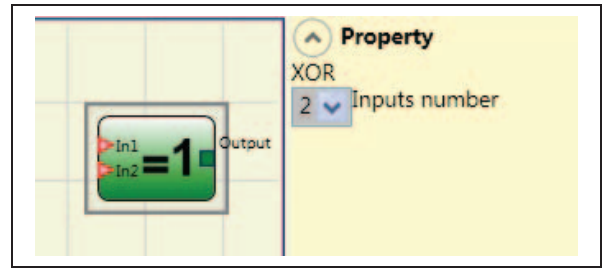 Property
XOR
2 Inputs number
In1
In2
=1
Output